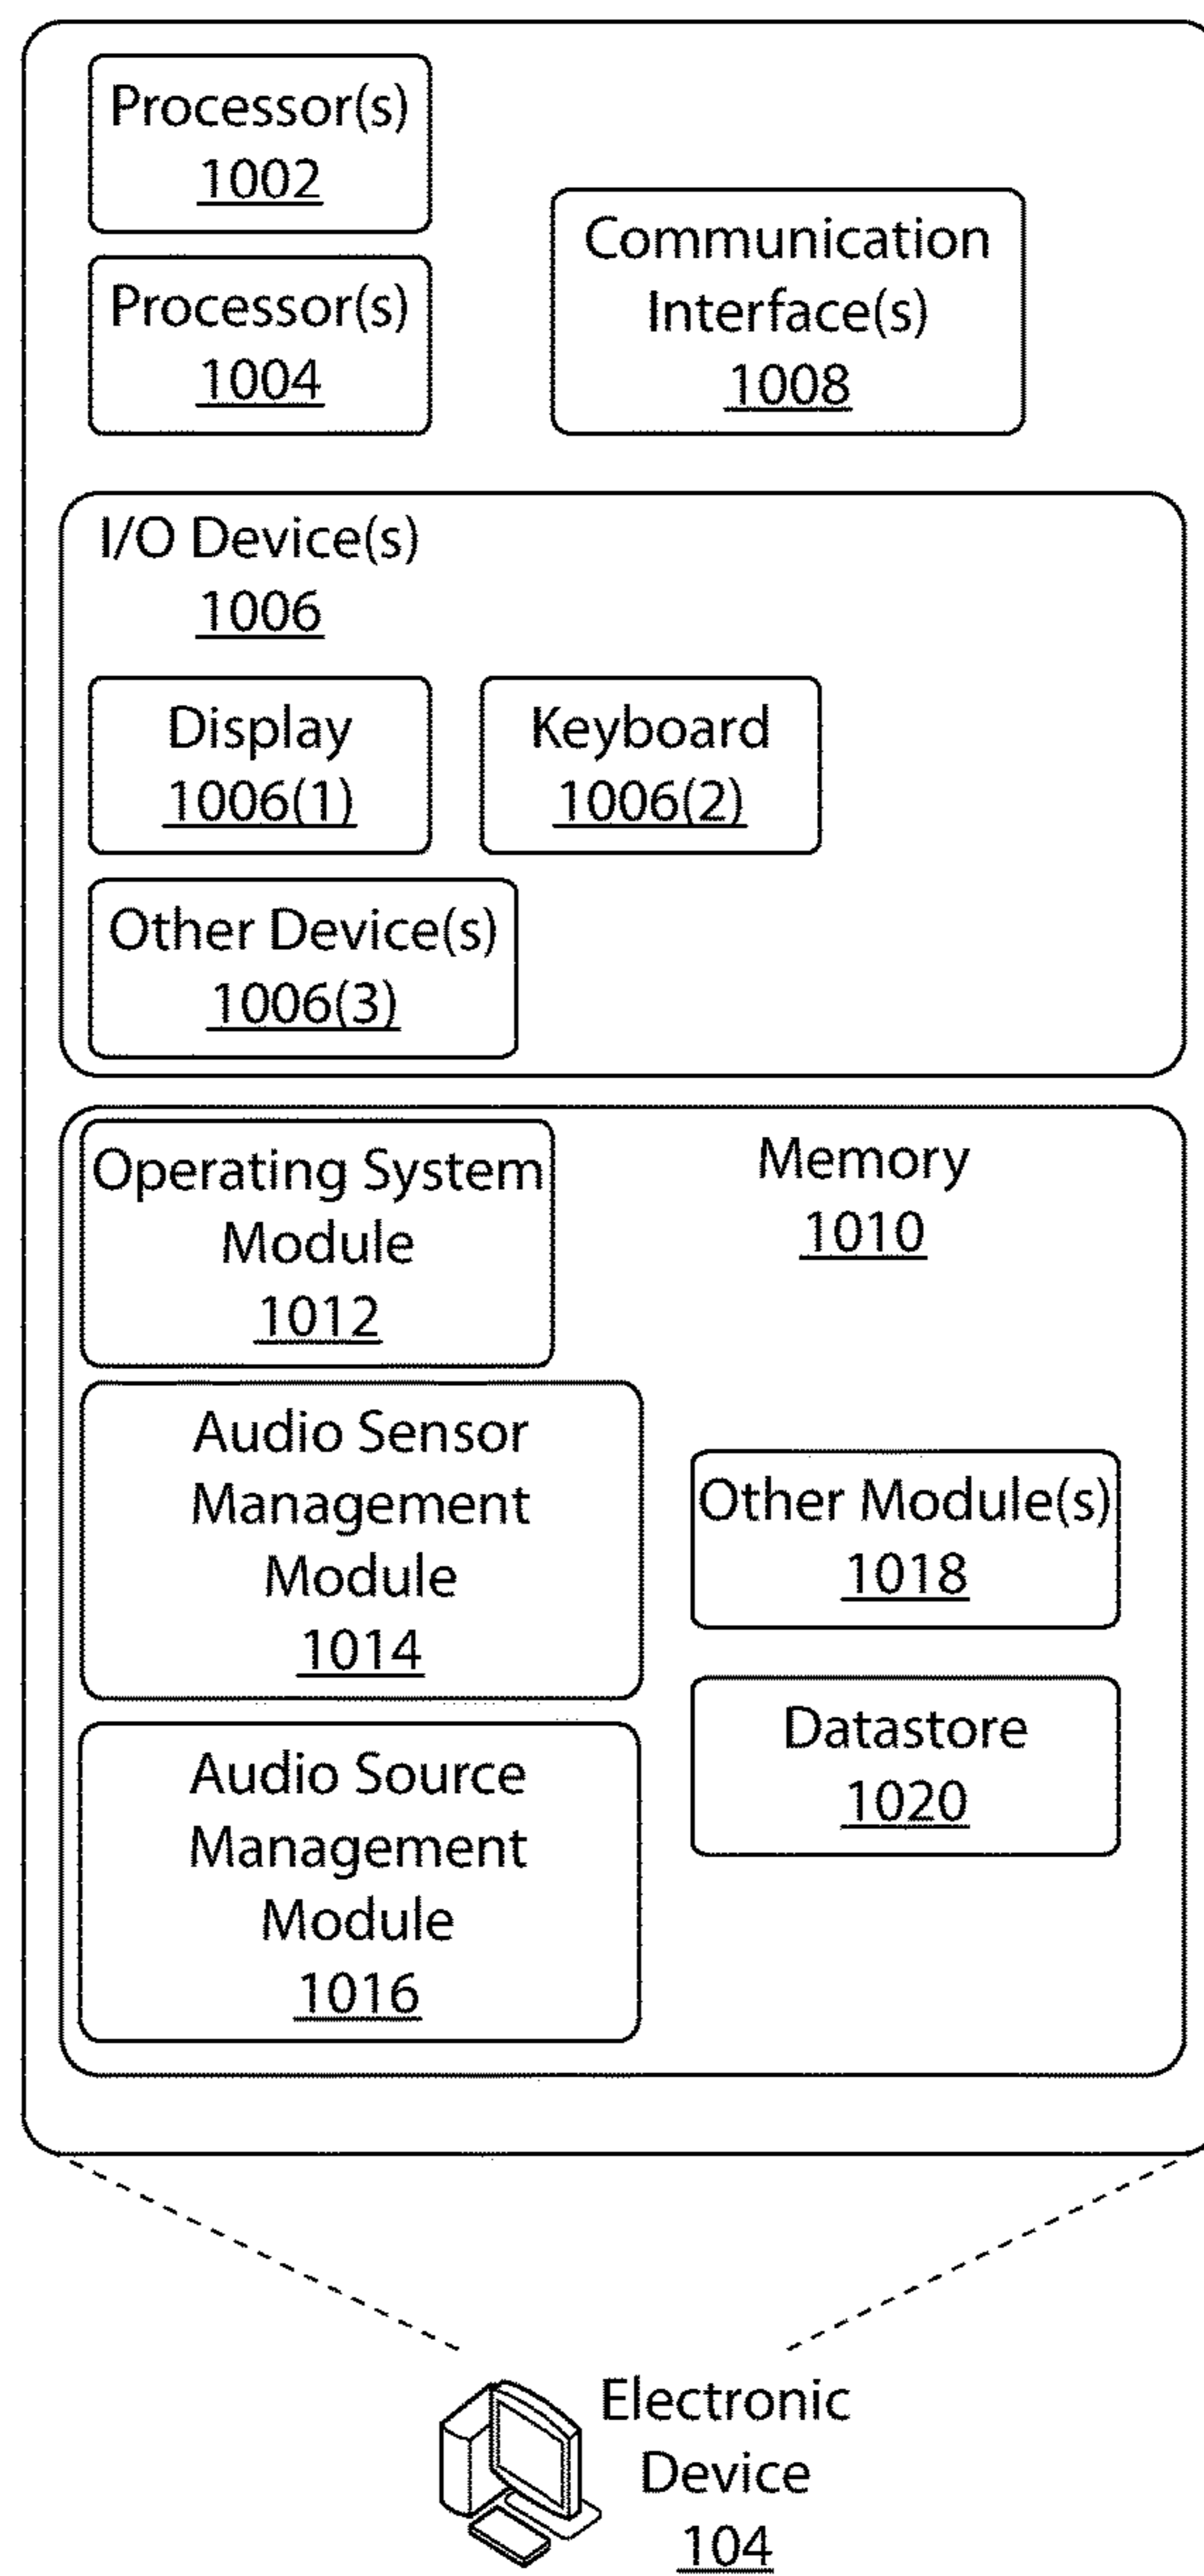 Processor(s)
1002
Processor(s)
1004
Communication
Interface(s)
1008
I/O Device(s)
1006
Display
1006(1)
Keyboard
1006(2)
Other Device(s)
1006(3)
Operating System
Module
1012
Memory
1010
Audio Sensor
Management
Module
1014
Other Module(s)
1018
Audio Source
Management
Module
1016
Datastore
1020
Electronic
Device
104